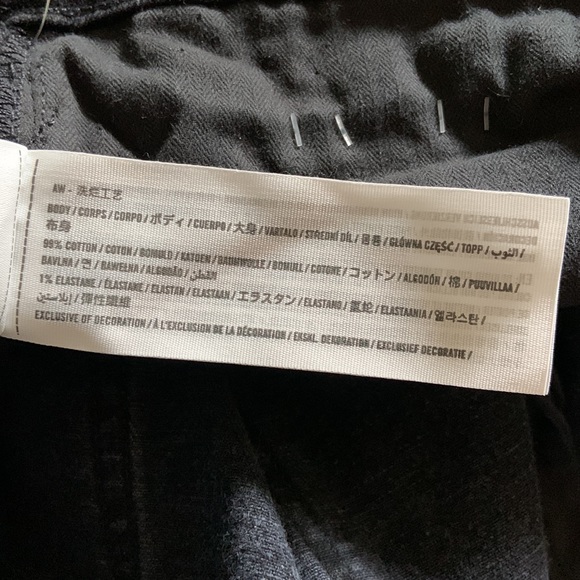 AW - 洗烂工艺
BODY / CORPS / CORPO / ボディ / CUERPO / 大身 / VARTALO / STŘEDNÍ DÍL / 몸통 / GŁÓWNA CZĘŚĆ / TOPP / الثوب /
布身
99% COTTON / COTON / BOMULD / KATOEN / BAUMWOLLE / BOMULL / COTONE / コットン / ALGODÓN / 棉 / PUUVILLAA /
BAVLNA / 면 / BAWEŁNA / ALGODÃO / القطن /
1% ELASTANE / ÉLASTANE / ELASTAN / ELASTAAN / エラスタン / ELASTANO / 氨纶 / ELASTAANIA / 엘라스탄 /
إيلاستين / 彈性纖維
EXCLUSIVE OF DECORATION / À L'EXCLUSION DE LA DÉCORATION / EKSKL. DEKORATION / EXCLUSIEF DECORATIE /